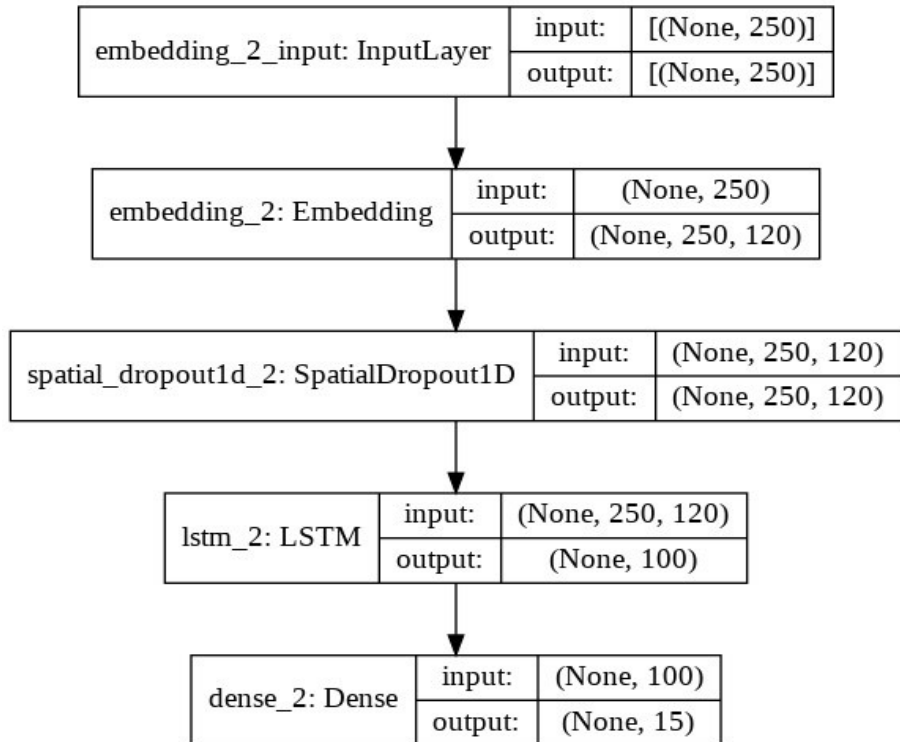 embedding_2_input: InputLayer
input: [(None, 250)]
output: [(None, 250)]
embedding_2: Embedding
input: (None, 250)
output: (None, 250, 120)
spatial_dropout1d_2: SpatialDropout1D
input: (None, 250, 120)
output: (None, 250, 120)
lstm_2: LSTM
input: (None, 250, 120)
output: (None, 100)
dense_2: Dense
input: (None, 100)
output: (None, 15)